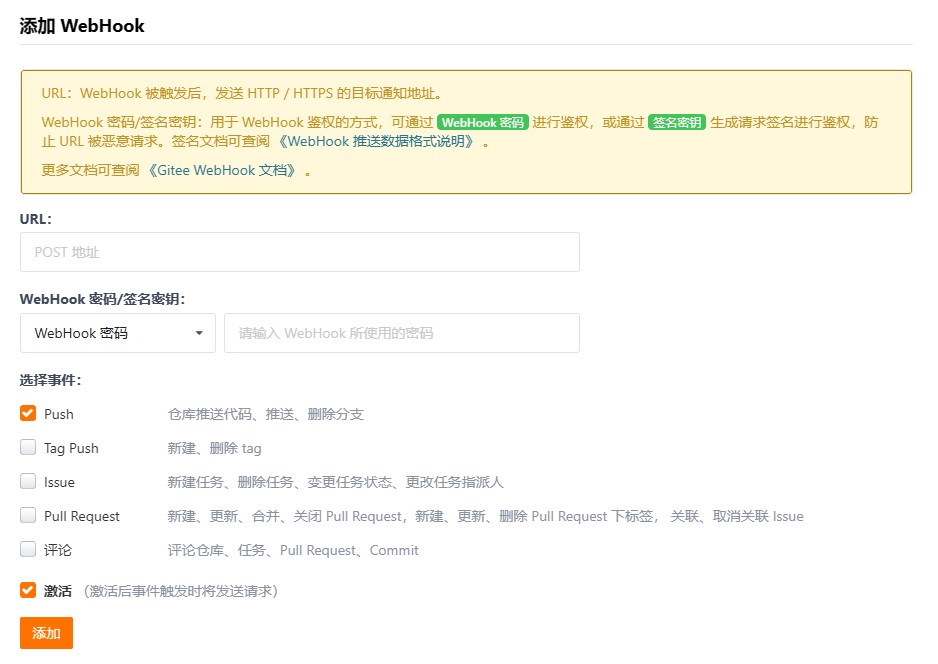 添加 WebHook
URL：WebHook 被触发后，发送 HTTP / HTTPS 的目标通知地址。
WebHook 密码/签名密钥：用于 WebHook 鉴权的方式，可通过 WebHook 密码 进行鉴权，或通过 签名密钥 生成请求签名进行鉴权，防
止 URL 被恶意请求。签名文档可查阅 《WebHook 推送数据格式说明》 。
更多文档可查阅 《Gitee WebHook 文档》 。
URL:
POST 地址
WebHook 密码/签名密钥:
WebHook 密码 请输入 WebHook 所使用的密码
选择事件:
Push 仓库推送代码、推送、删除分支
Tag Push 新建、删除 tag
Issue 新建任务、删除任务、变更任务状态、更改任务指派人
Pull Request 新建、更新、合并、关闭 Pull Request，新建、更新、删除 Pull Request 下标签， 关联、取消关联 Issue
评论 评论仓库、任务、Pull Request、Commit
激活 （激活后事件触发时将发送请求）
添加